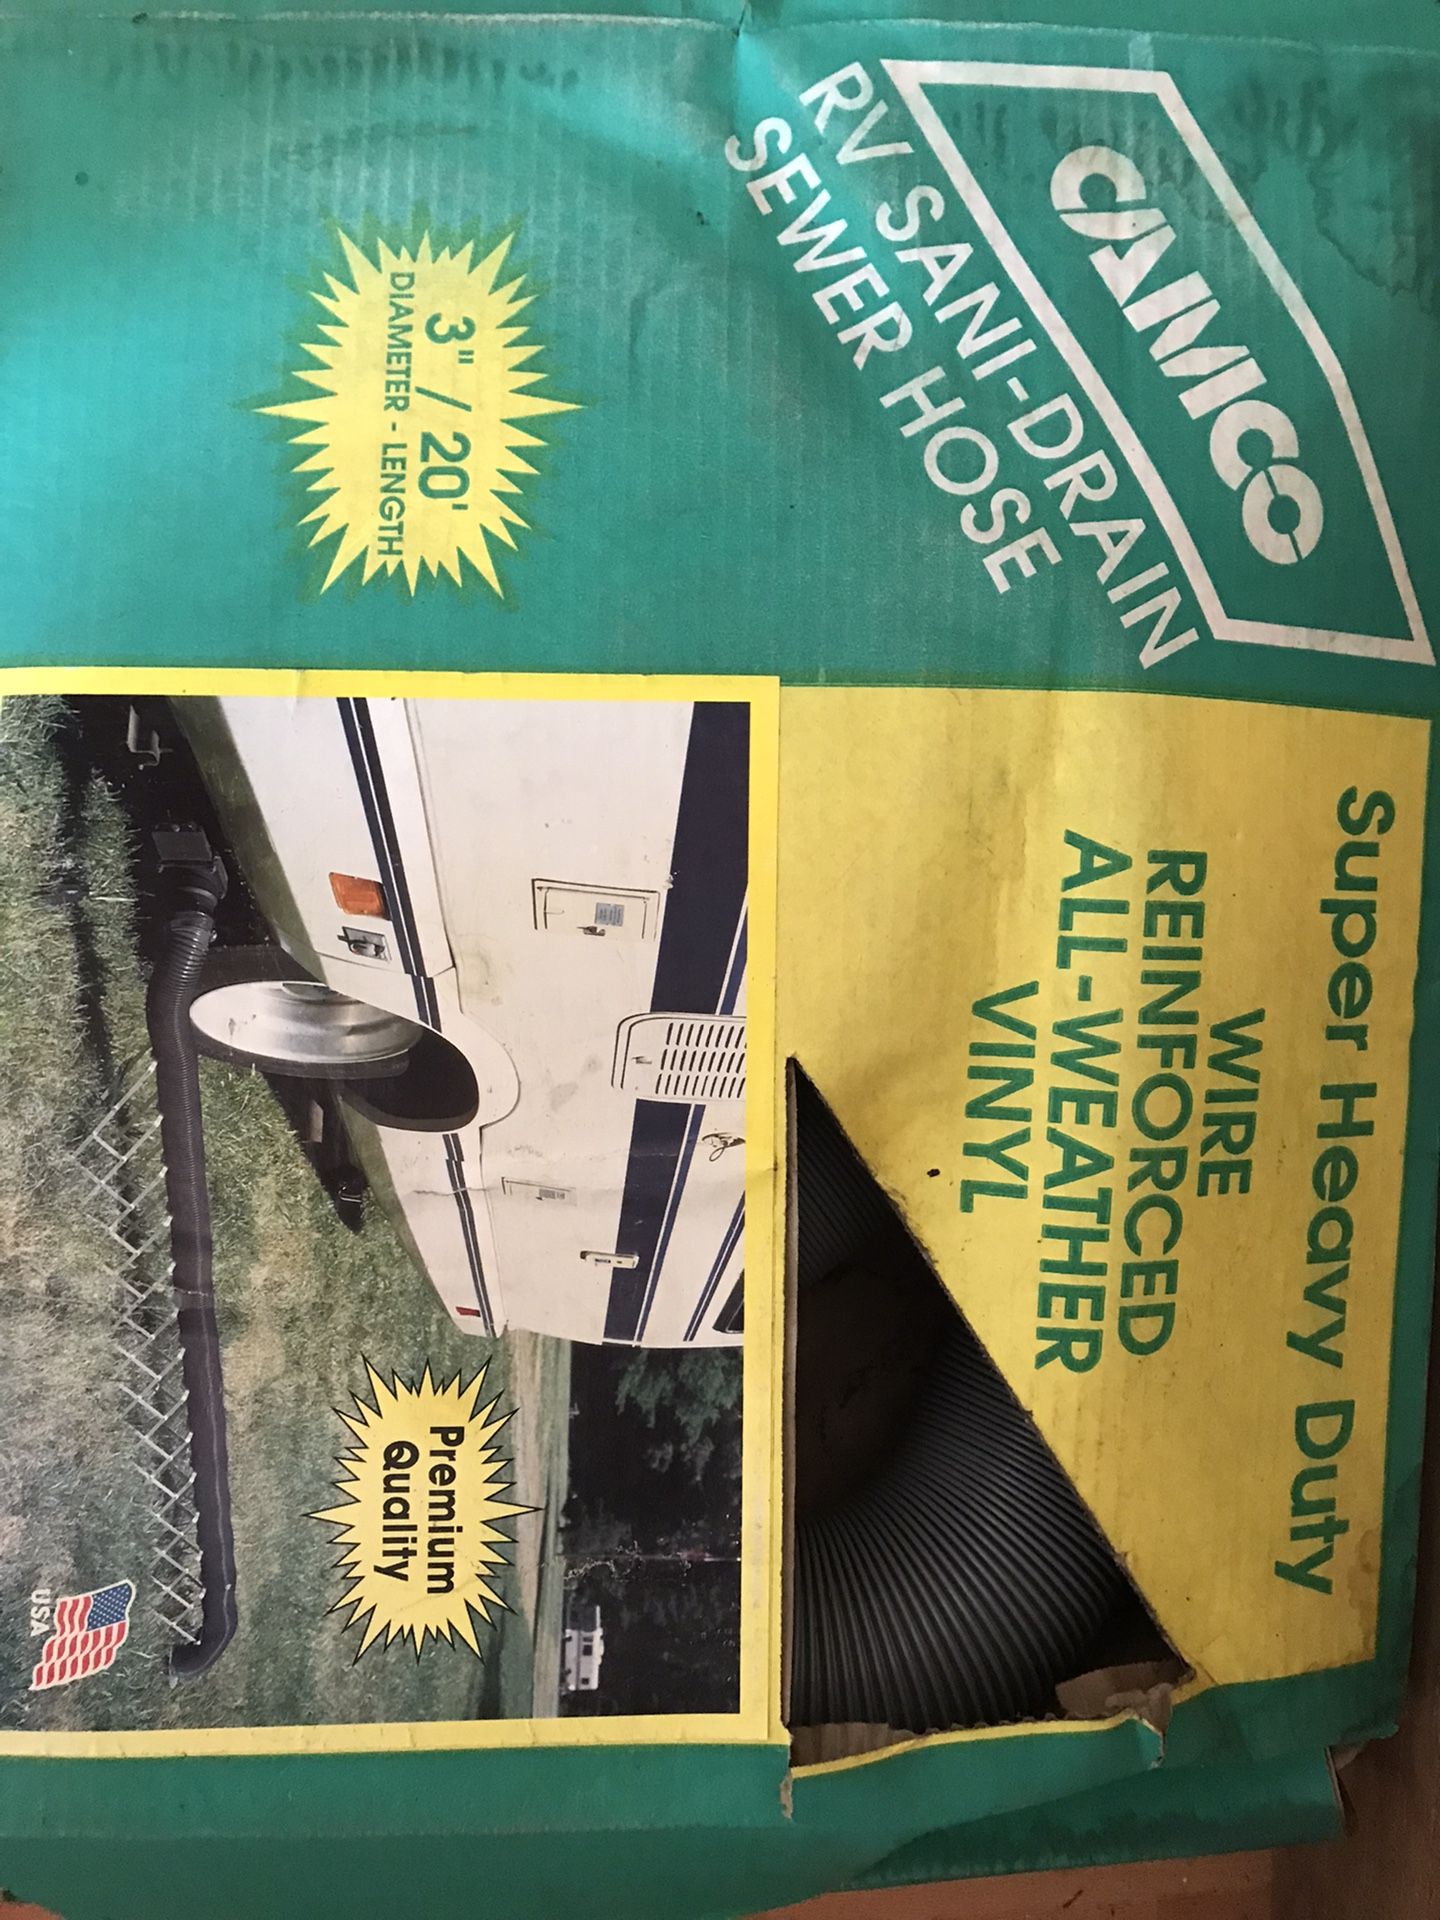 CAMCO
RV SANI-DRAIN
SEWER HOSE
Super Heavy Duty
WIRE
REINFORCED
ALL-WEATHER
VINYL
3" / 20'
DIAMETER - LENGTH
Premium
Quality
USA